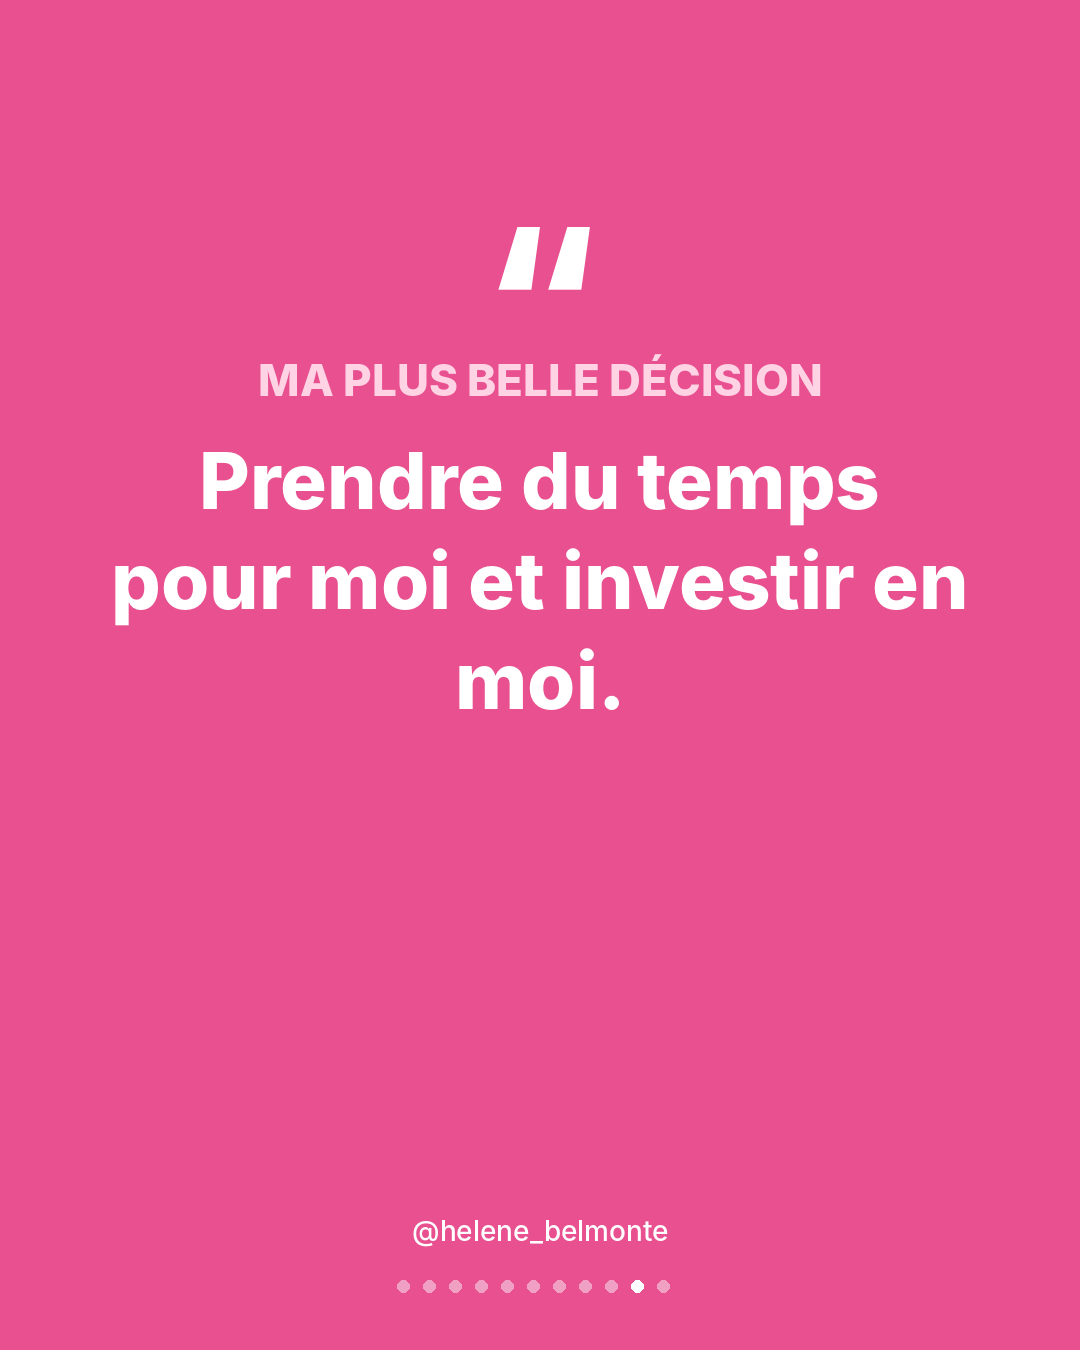 "
MA PLUS BELLE DÉCISION
Prendre du temps
pour moi et investir en
moi.
@helene_belmonte